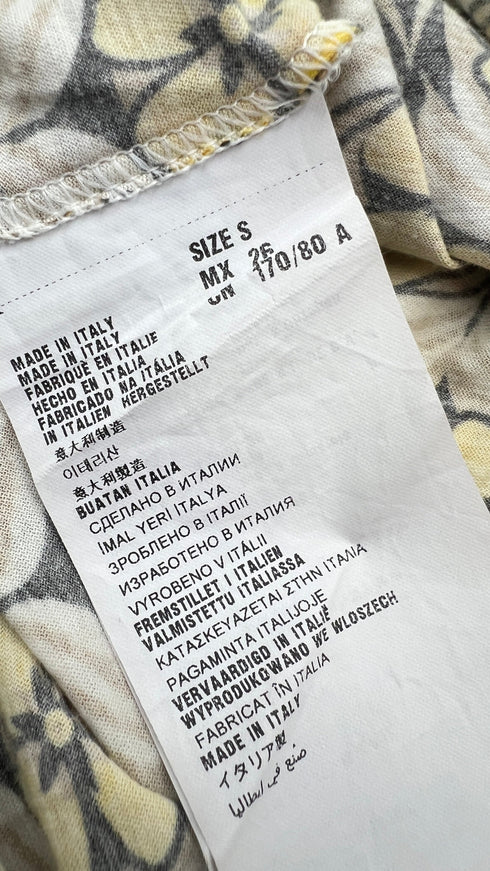 SIZE S
MX 26
CN 170/80 A
MADE IN ITALY
MADE IN ITALY
FABRIQUÉ EN ITALIE
HECHO EN ITALIA
FABRICADO NA ITÁLIA
IN ITALIEN HERGESTELLT
意大利制造
이태리산
意大利製造
BUATAN ITALIA
СДЕЛАНО В ИТАЛИИ
İMAL YERİ İTALYA
ЗРОБЛЕНО В ІТАЛІЇ
ИЗРАБОТЕНО В ИТАЛИЯ
VYROBENO V ITÁLII
FREMSTILLET I ITALIEN
VALMISTETTU ITALIASSA
ΚΑΤΑΣΚΕΥΑΖΕΤΑΙ ΣΤΗΝ ΙΤΑΛΙΑ
PAGAMINTA ITALIJOJE
VERVAARDIGD IN ITALIË
WYPRODUKOWANO WE WLOSZECH
FABRICAT ÎN ITALIA
MADE IN ITALY
イタリア製
صنع في ايطاليا